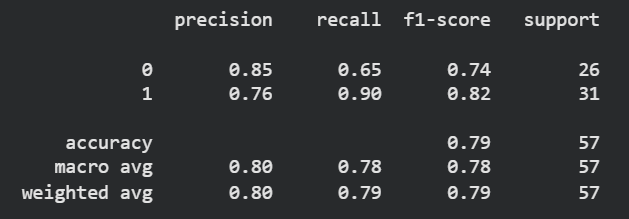 precision recall f1-score support
0 0.85 0.65 0.74 26
1 0.76 0.90 0.82 31
accuracy 0.79 57
macro avg 0.80 0.78 0.78 57
weighted avg 0.80 0.79 0.79 57